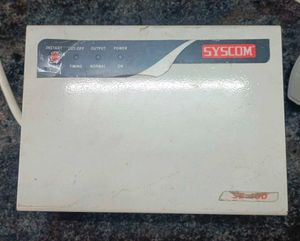 INSTANT CUT-OFF OUTPUT POWER
SYSCOM
TIMING NORMAL ON